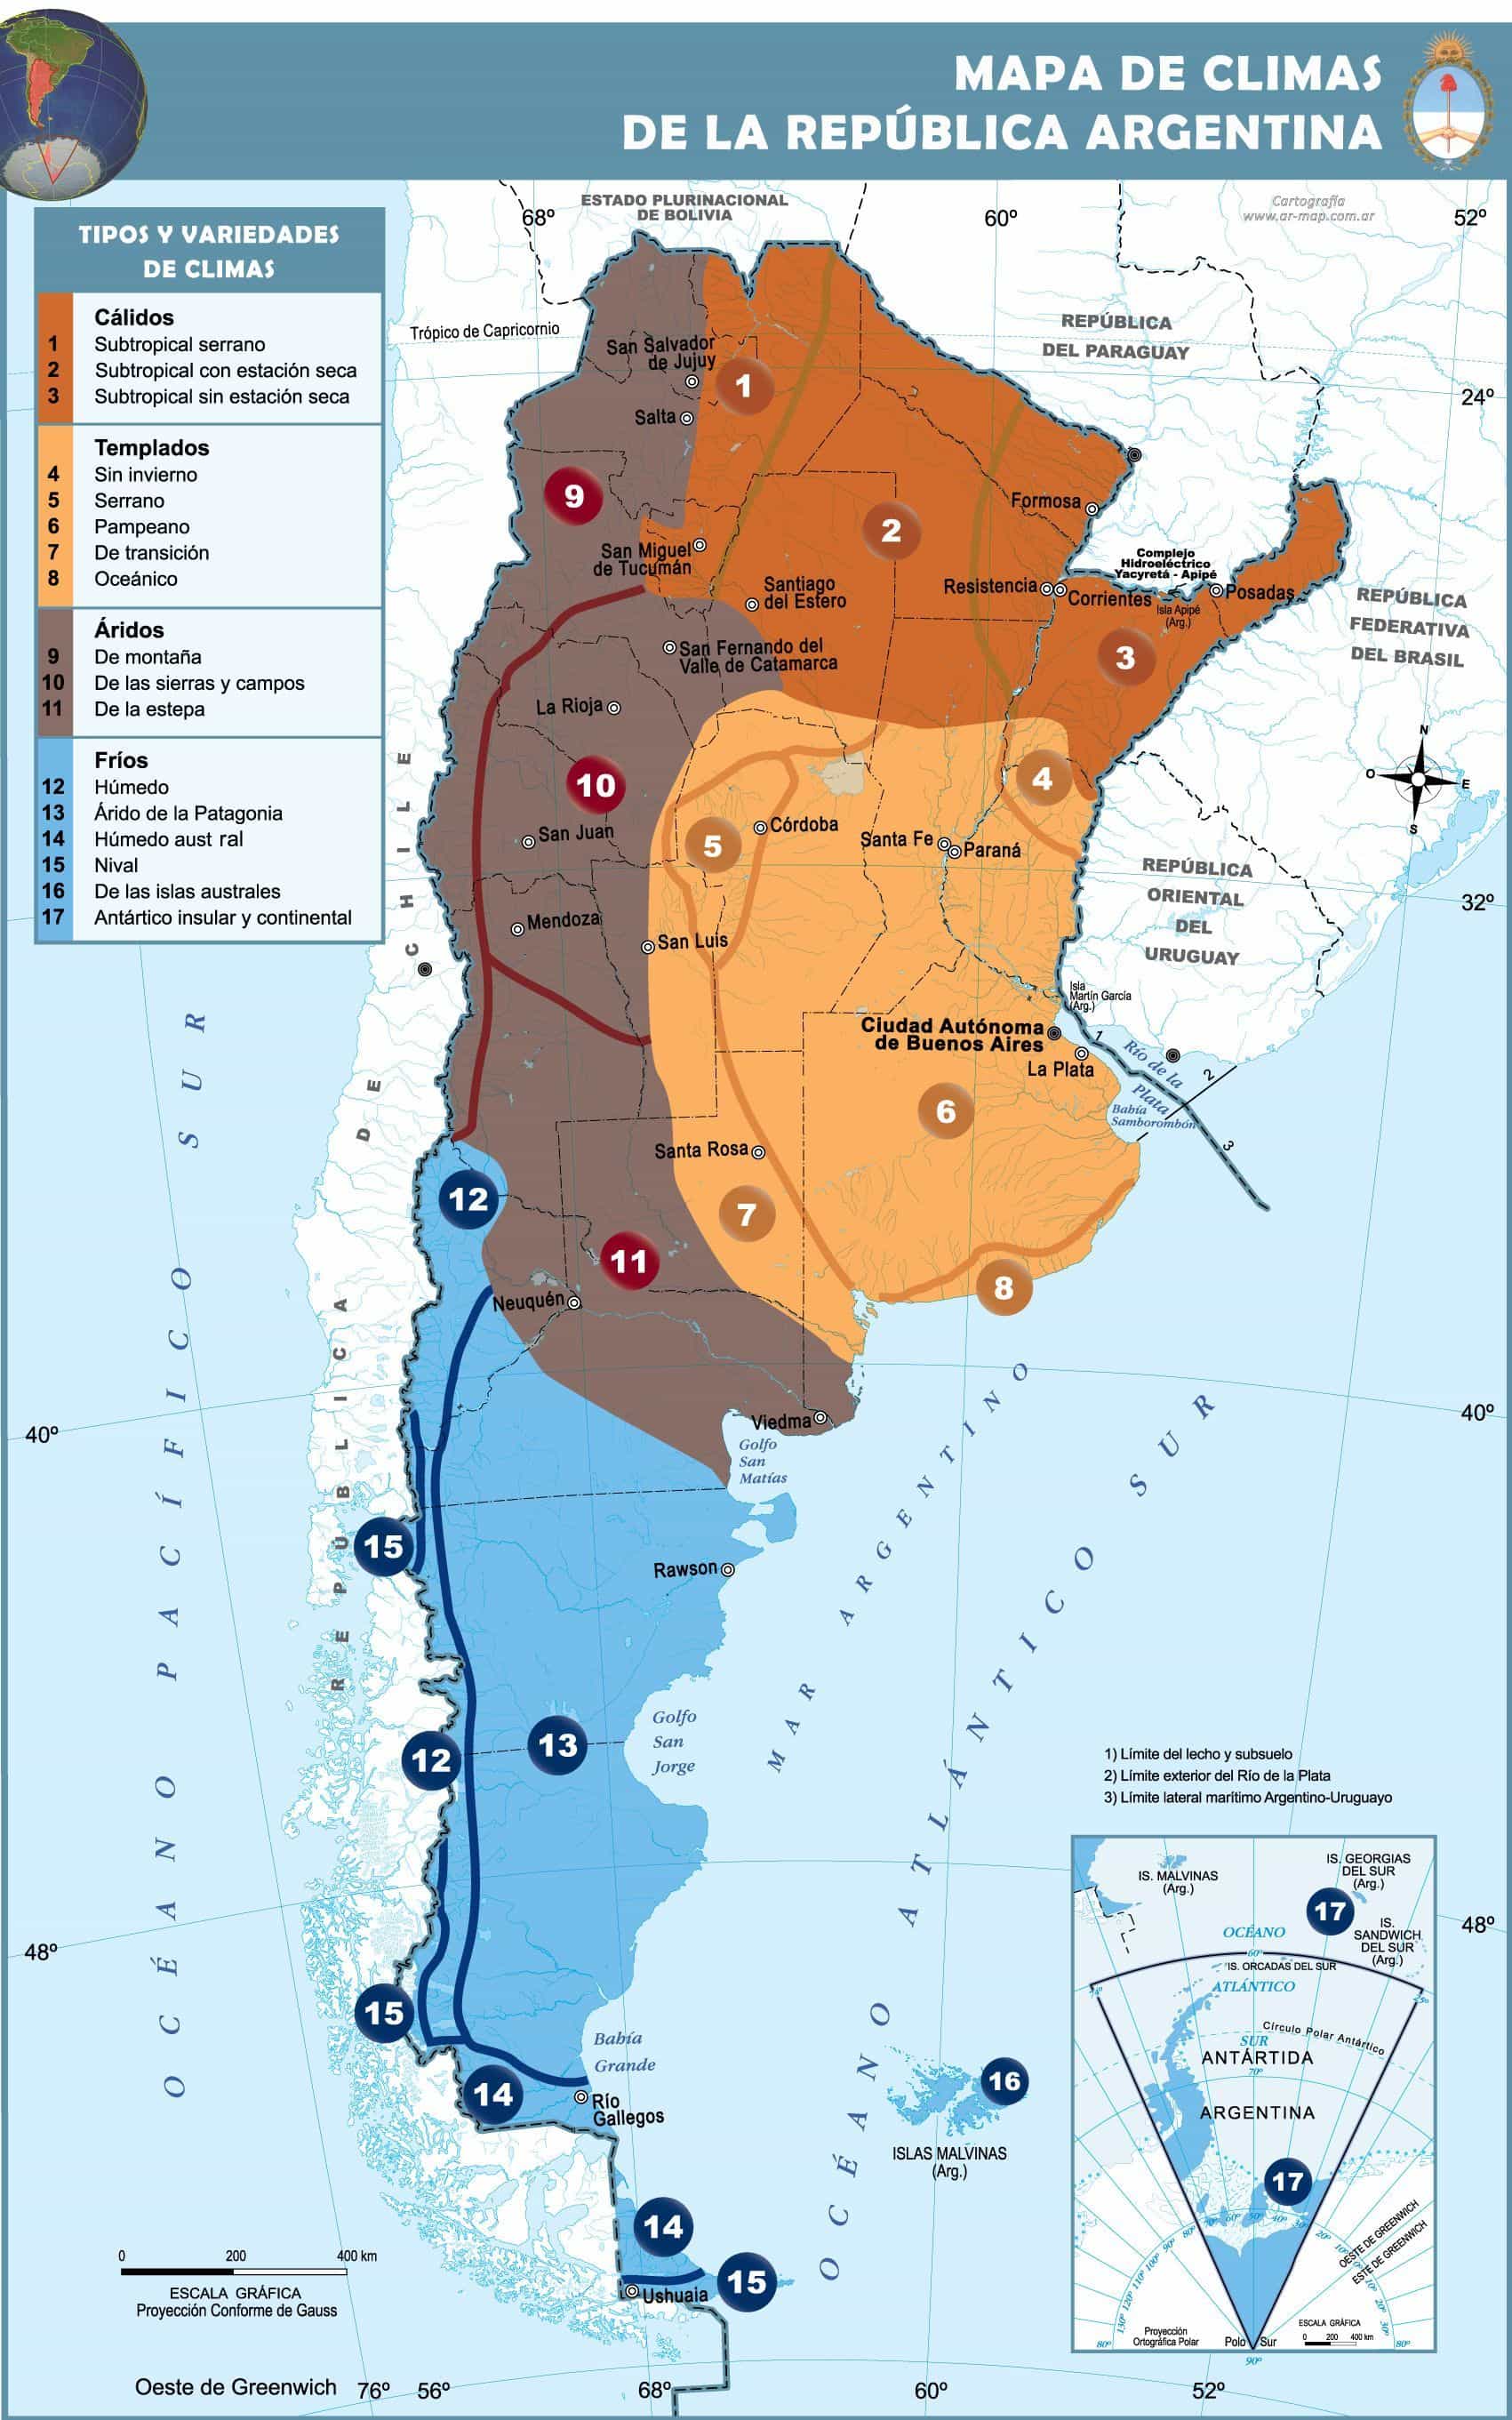 MAPA DE CLIMAS
DE LA REPÚBLICA ARGENTINA
TIPOS Y VARIEDADES
DE CLIMAS
Cálidos
1 Subtropical serrano
2 Subtropical con estación seca
3 Subtropical sin estación seca
Templados
4 Sin invierno
5 Serrano
6 Pampeano
7 De transición
8 Oceánico
Áridos
9 De montaña
10 De las sierras y campos
11 De la estepa
Fríos
12 Húmedo
13 Árido de la Patagonia
14 Húmedo aust ral
15 Nival
16 De las islas australes
17 Antártico insular y continental
ESTADO PLURINACIONAL
DE BOLIVIA
68º
60º
52º
Cartografía
www.ar-map.com.ar
Trópico de Capricornio
REPÚBLICA
DEL PARAGUAY
24º
San Salvador
de Jujuy
1
Salta
9
2
Formosa
San Miguel
de Tucumán
Complejo
Hidroeléctrico
Yacyretá - Apipé
Santiago
del Estero
Resistencia
Corrientes
Isla Apipé
(Arg.)
Posadas
REPÚBLICA
FEDERATIVA
DEL BRASIL
San Fernando del
Valle de Catamarca
3
La Rioja
10
4
N
O
E
S
San Juan
5
Córdoba
Santa Fe
Paraná
REPÚBLICA
ORIENTAL
DEL
URUGUAY
32º
Mendoza
San Luis
Isla
Martín García
(Arg.)
Ciudad Autónoma
de Buenos Aires
La Plata
1
Río de la
Plata
2
3
Bahía
Samborombón
6
Santa Rosa
12
7
11
8
Neuquén
40º
40º
Viedma
Golfo
San
Matías
15
Rawson
REPÚBLICA DE CHILE
OCÉANO PACÍFICO SUR
MAR ARGENTINO
OCÉANO ATLÁNTICO SUR
12
13
Golfo
San
Jorge
1) Límite del lecho y subsuelo
2) Límite exterior del Río de la Plata
3) Límite lateral marítimo Argentino-Uruguayo
48º
48º
15
Bahía
Grande
14
Río
Gallegos
16
ISLAS MALVINAS
(Arg.)
14
15
Ushuaia
IS. MALVINAS
(Arg.)
IS. GEORGIAS
DEL SUR
(Arg.)
17
IS.
SANDWICH
DEL SUR
(Arg.)
OCÉANO
60º
IS. ORCADAS DEL SUR
ATLÁNTICO
Círculo Polar Antártico
SUR
ANTÁRTIDA
70º
ARGENTINA
17
OESTE DE GREENWICH
ESTE DE GREENWICH
Proyección
Ortográfica Polar
Polo Sur
ESCALA GRÁFICA
0 200 400 km
80º
80º
90º
0 200 400 km
ESCALA GRÁFICA
Proyección Conforme de Gauss
Oeste de Greenwich
76º
56º
68º
60º
52º